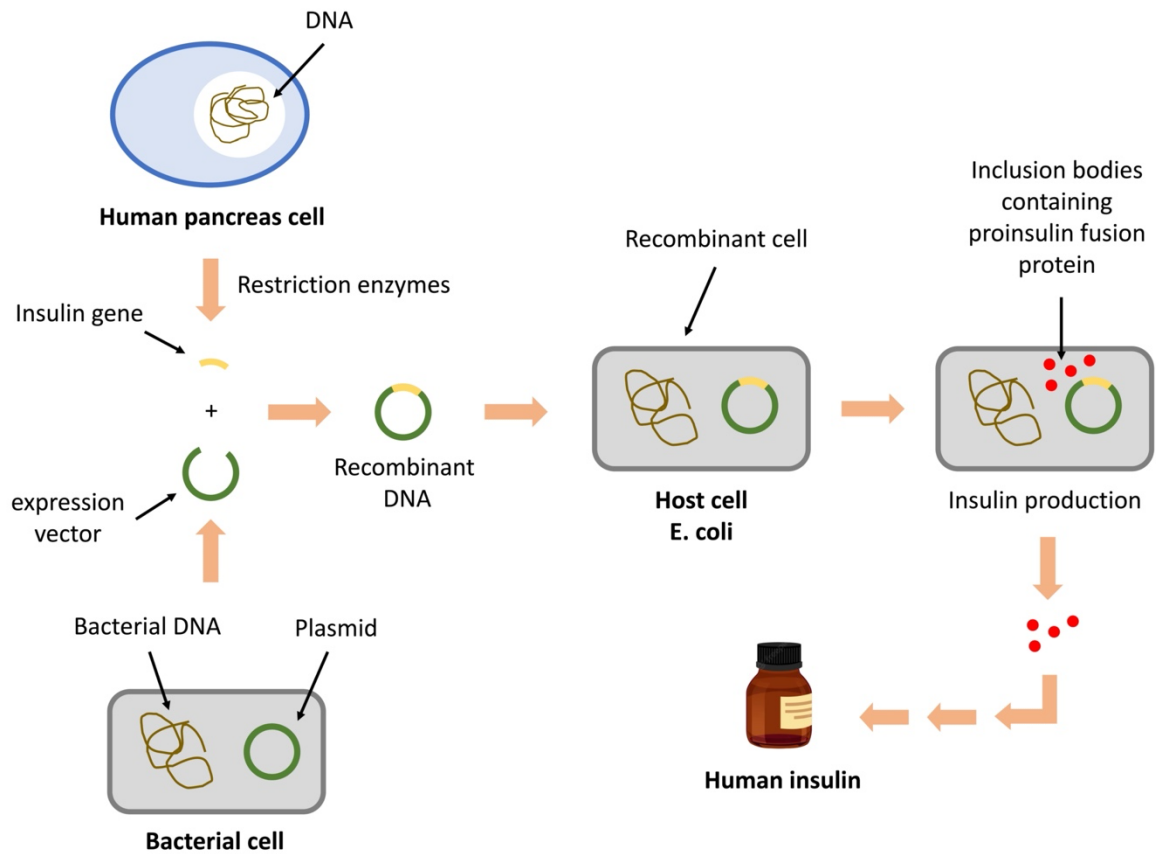 DNA
Human pancreas cell
Restriction enzymes
Insulin gene
+
expression
vector
Recombinant
DNA
Bacterial DNA
Plasmid
Bacterial cell
Recombinant cell
Host cell
E. coli
Inclusion bodies
containing
proinsulin fusion
protein
Insulin production
Human insulin